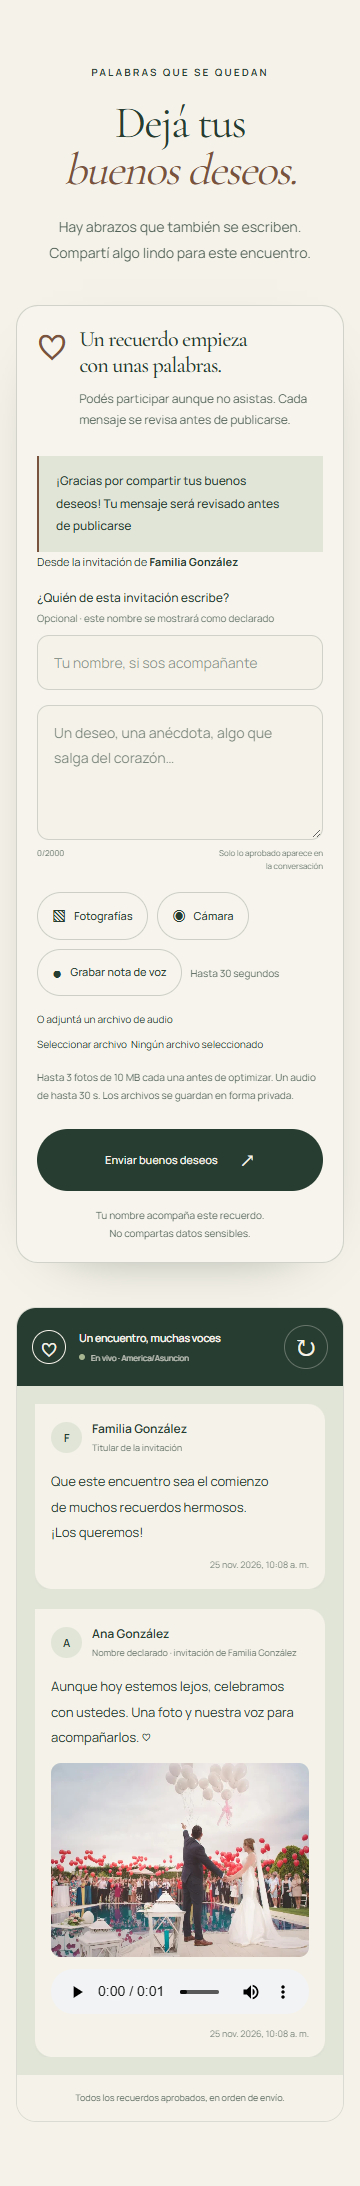 PALABRAS QUE SE QUEDAN
Dejá tus
buenos deseos.
Hay abrazos que también se escriben.
Compartí algo lindo para este encuentro.
Un recuerdo empieza
con unas palabras.
Podés participar aunque no asistas. Cada
mensaje se revisa antes de publicarse.
¡Gracias por compartir tus buenos
deseos! Tu mensaje será revisado antes
de publicarse
Desde la invitación de Familia González
¿Quién de esta invitación escribe?
Opcional · este nombre se mostrará como declarado
Tu nombre, si sos acompañante
Un deseo, una anécdota, algo que
salga del corazón...
0/2000
Solo lo aprobado aparece en
la conversación
Fotografías
Cámara
Grabar nota de voz
Hasta 30 segundos
O adjuntá un archivo de audio
Seleccionar archivo Ningún archivo seleccionado
Hasta 3 fotos de 10 MB cada una antes de optimizar. Un audio
de hasta 30 s. Los archivos se guardan en forma privada.
Enviar buenos deseos ↗
Tu nombre acompaña este recuerdo.
No compartas datos sensibles.
Un encuentro, muchas voces
En vivo · America/Asuncion
F
Familia González
Titular de la invitación
Que este encuentro sea el comienzo
de muchos recuerdos hermosos.
¡Los queremos!
25 nov. 2026, 10:08 a. m.
A
Ana González
Nombre declarado · invitación de Familia González
Aunque hoy estemos lejos, celebramos
con ustedes. Una foto y nuestra voz para
acompañarlos. ♡
0:00 / 0:01
25 nov. 2026, 10:08 a. m.
Todos los recuerdos aprobados, en orden de envío.